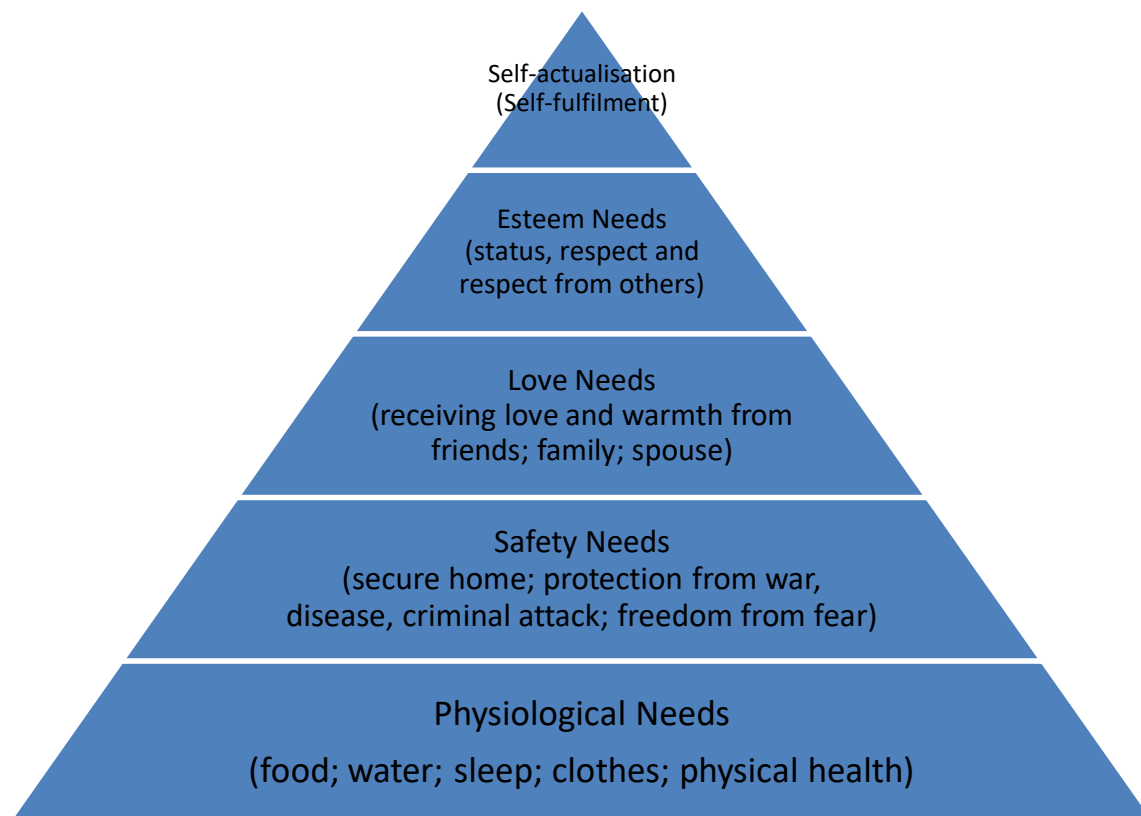 Self-actualisation
(Self-fulfilment)
Esteem Needs
(status, respect and
respect from others)
Love Needs
(receiving love and warmth from
friends; family; spouse)
Safety Needs
(secure home; protection from war,
disease, criminal attack; freedom from fear)
Physiological Needs
(food; water; sleep; clothes; physical health)